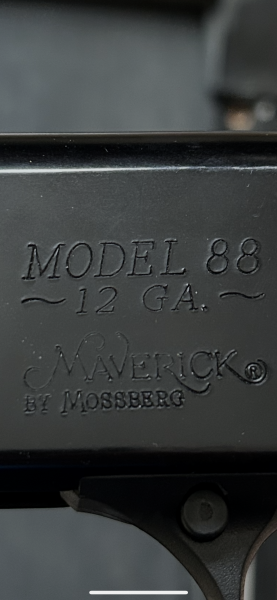 MODEL 88
~ 12 GA. ~
MAVERICK®
BY MOSSBERG